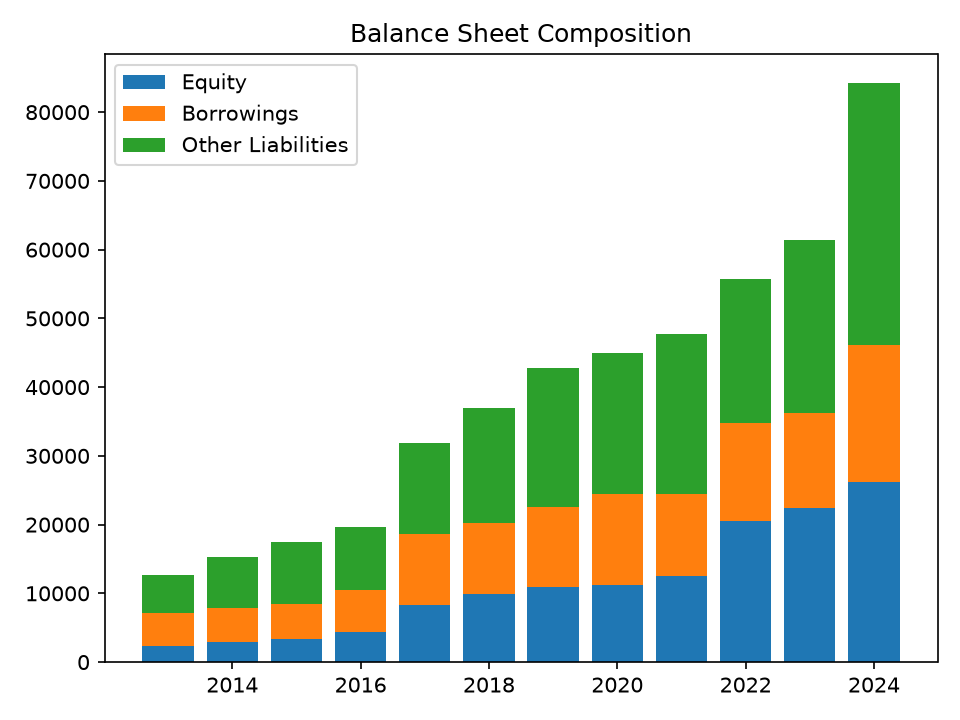 Balance Sheet Composition
Equity
Borrowings
Other Liabilities
80000
70000
60000
50000
40000
30000
20000
10000
0
2014 2016 2018 2020 2022 2024